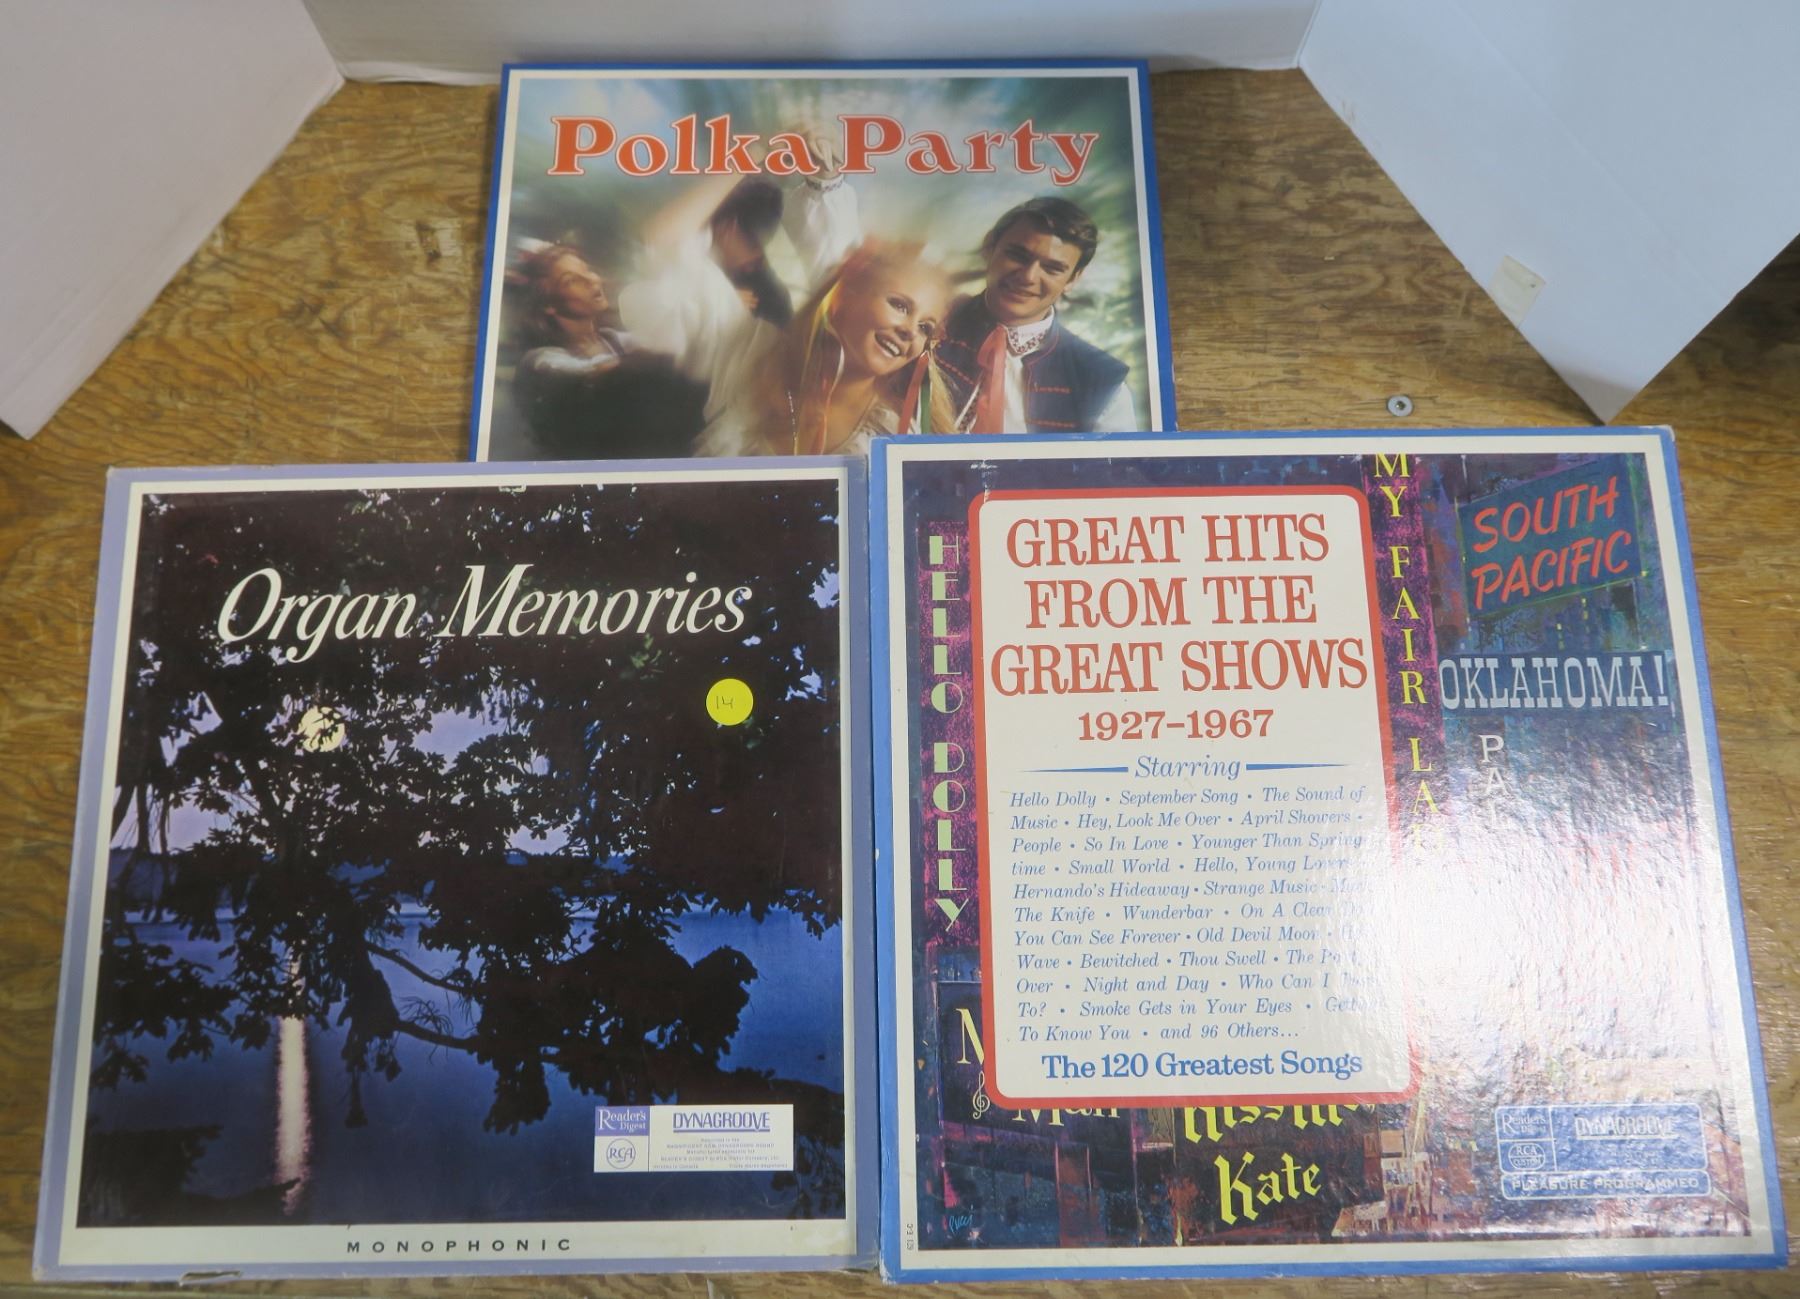 Polka Party
Organ Memories
14
Reader's
Digest
RCA
DYNAGROOVE
MONOPHONIC
HELLO DOLLY
GREAT HITS
FROM THE
GREAT SHOWS
1927-1967
Starring
Hello Dolly • September Song • The Sound of
Music • Hey, Look Me Over • April Showers •
People • So In Love • Younger Than Spring-
time • Small World • Hello, Young Lovers
Hernando's Hideaway • Strange Music •
The Knife • Wunderbar • On A Clear
You Can See Forever • Old Devil Moon •
Wave • Bewitched • Thou Swell • The
Over • Night and Day • Who Can I
To? • Smoke Gets in Your Eyes •
To Know You • and 96 Others...
The 120 Greatest Songs
MY FAIR
SOUTH
PACIFIC
OKLAHOMA!
PAL
Kate
Reader's
Digest
RCA
CUSTOM
DYNAGROOVE
PLEASURE PROGRAMMED